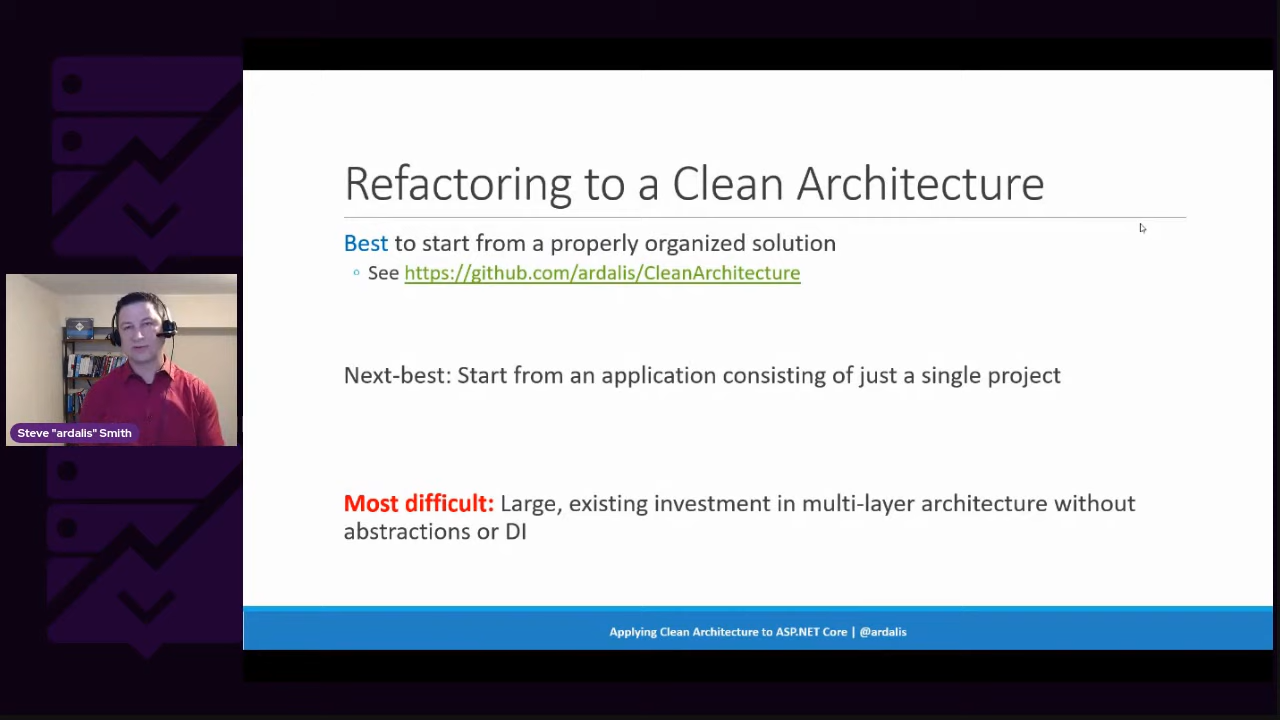 Refactoring to a Clean Architecture
Best to start from a properly organized solution
See https://github.com/ardalis/CleanArchitecture
Next-best: Start from an application consisting of just a single project
Most difficult: Large, existing investment in multi-layer architecture without
abstractions or DI
Steve "ardalis" Smith
Applying Clean Architecture to ASP.NET Core | @ardalis